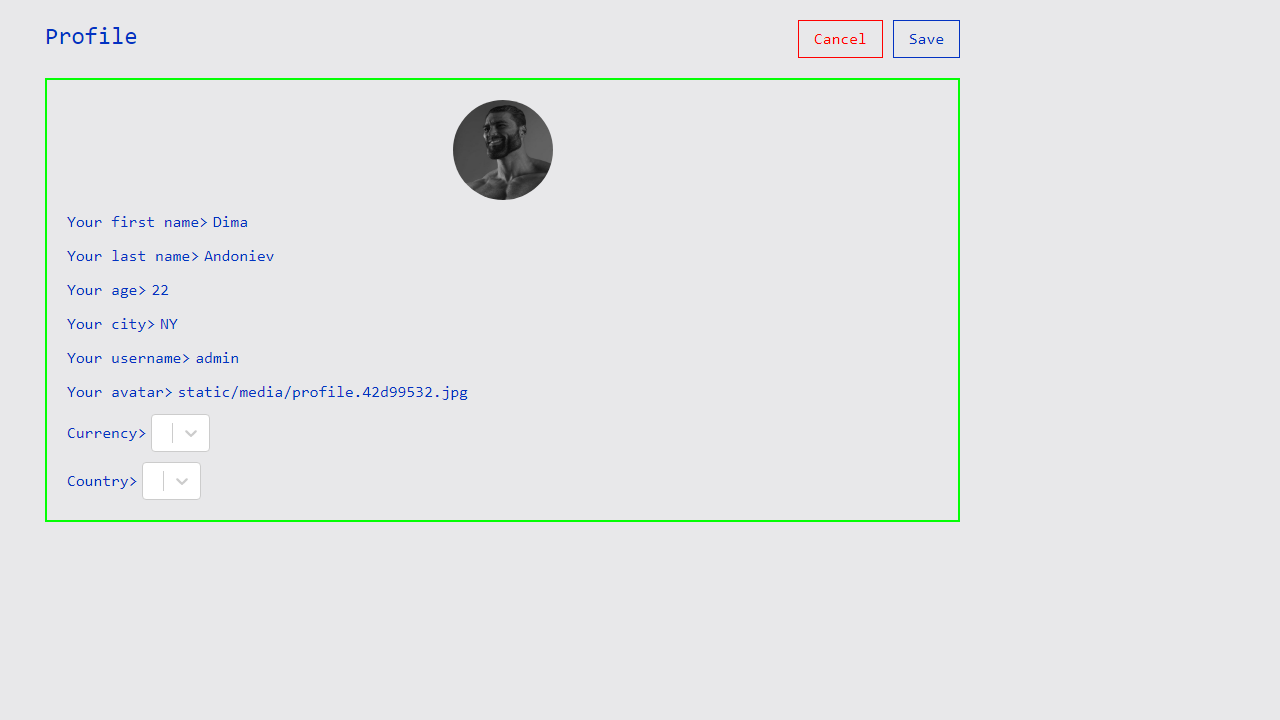 Profile
Cancel
Save
Your first name> Dima
Your last name> Andoniev
Your age> 22
Your city> NY
Your username> admin
Your avatar> static/media/profile.42d99532.jpg
Currency>
Country>